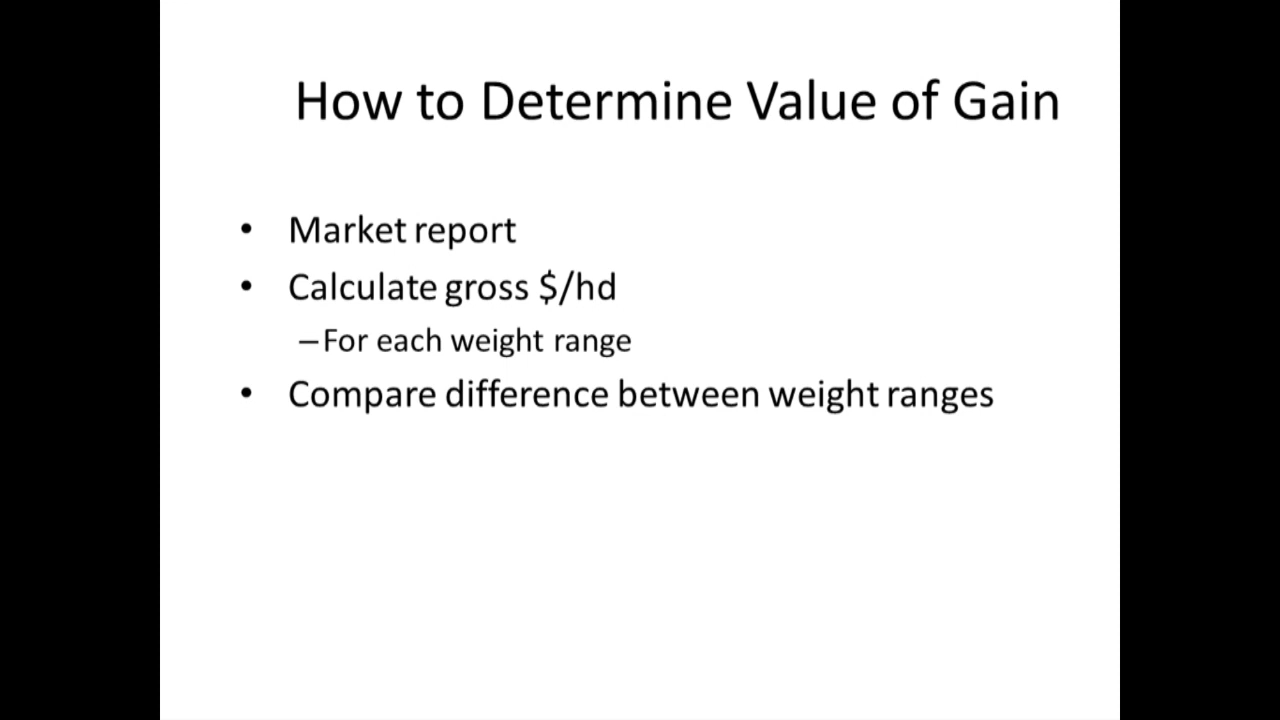 How to Determine Value of Gain
• Market report
• Calculate gross $/hd
–For each weight range
• Compare difference between weight ranges